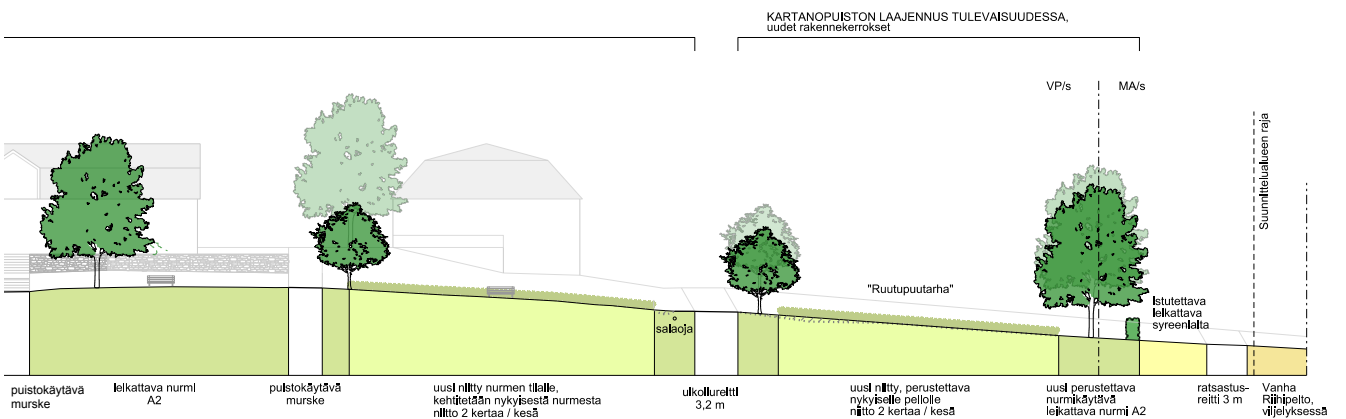 KARTANOPUISTON LAAJENNUS TULEVAISUUDESSA,
uudet rakennekerrokset
VP/s
MA/s
Suunnittelualueen raja
"Ruutupuutarha"
Istutettava
leikattava
syreeniaita
salaoja
puistokäytävä
murske
leikattava nurmi
A2
puistokäytävä
murske
uusi niitty nurmen tilalle,
kehitetään nykyisestä nurmesta
niitto 2 kertaa / kesä
ulkoilureitti
3,2 m
uusi niitty, perustettava
nykyiselle pellolle
niitto 2 kertaa / kesä
uusi perustettava
nurmikäytävä
leikattava nurmi A2
ratsastus-
reitti 3 m
Vanha
Riihipelto,
viljelyksessä